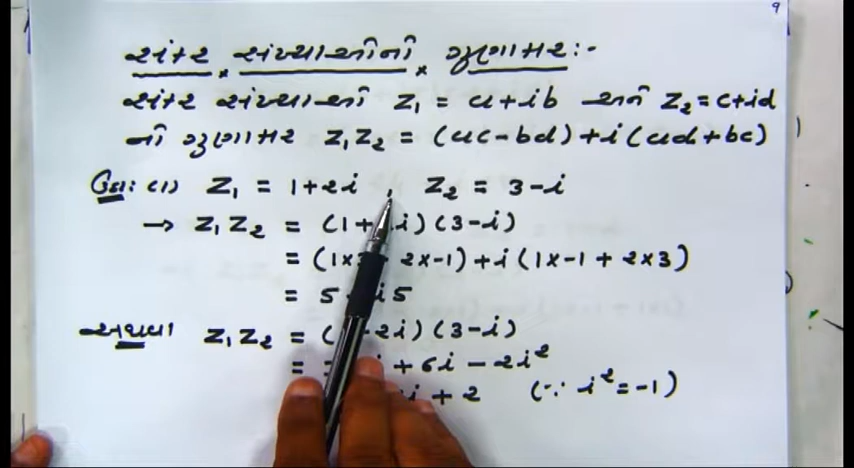 9
સંકર સંખ્યાઓનો ગુણાકાર:-
સંકર સંખ્યાઓ Z₁ = a+ib અને Z₂ = c+id
નો ગુણાકાર Z₁Z₂ = (ac-bd)+i(ad+bc)
ઉદા: (1) Z₁ = 1+2i , Z₂ = 3-i
→ Z₁Z₂ = (1+ i)(3-i)
= (1× 2×-1)+i(1×-1 + 2×3)
= 5 i5
અથવા Z₁Z₂ = ( 2i)(3-i)
= i + 6i - 2i²
i + 2 (∵ i² = -1)